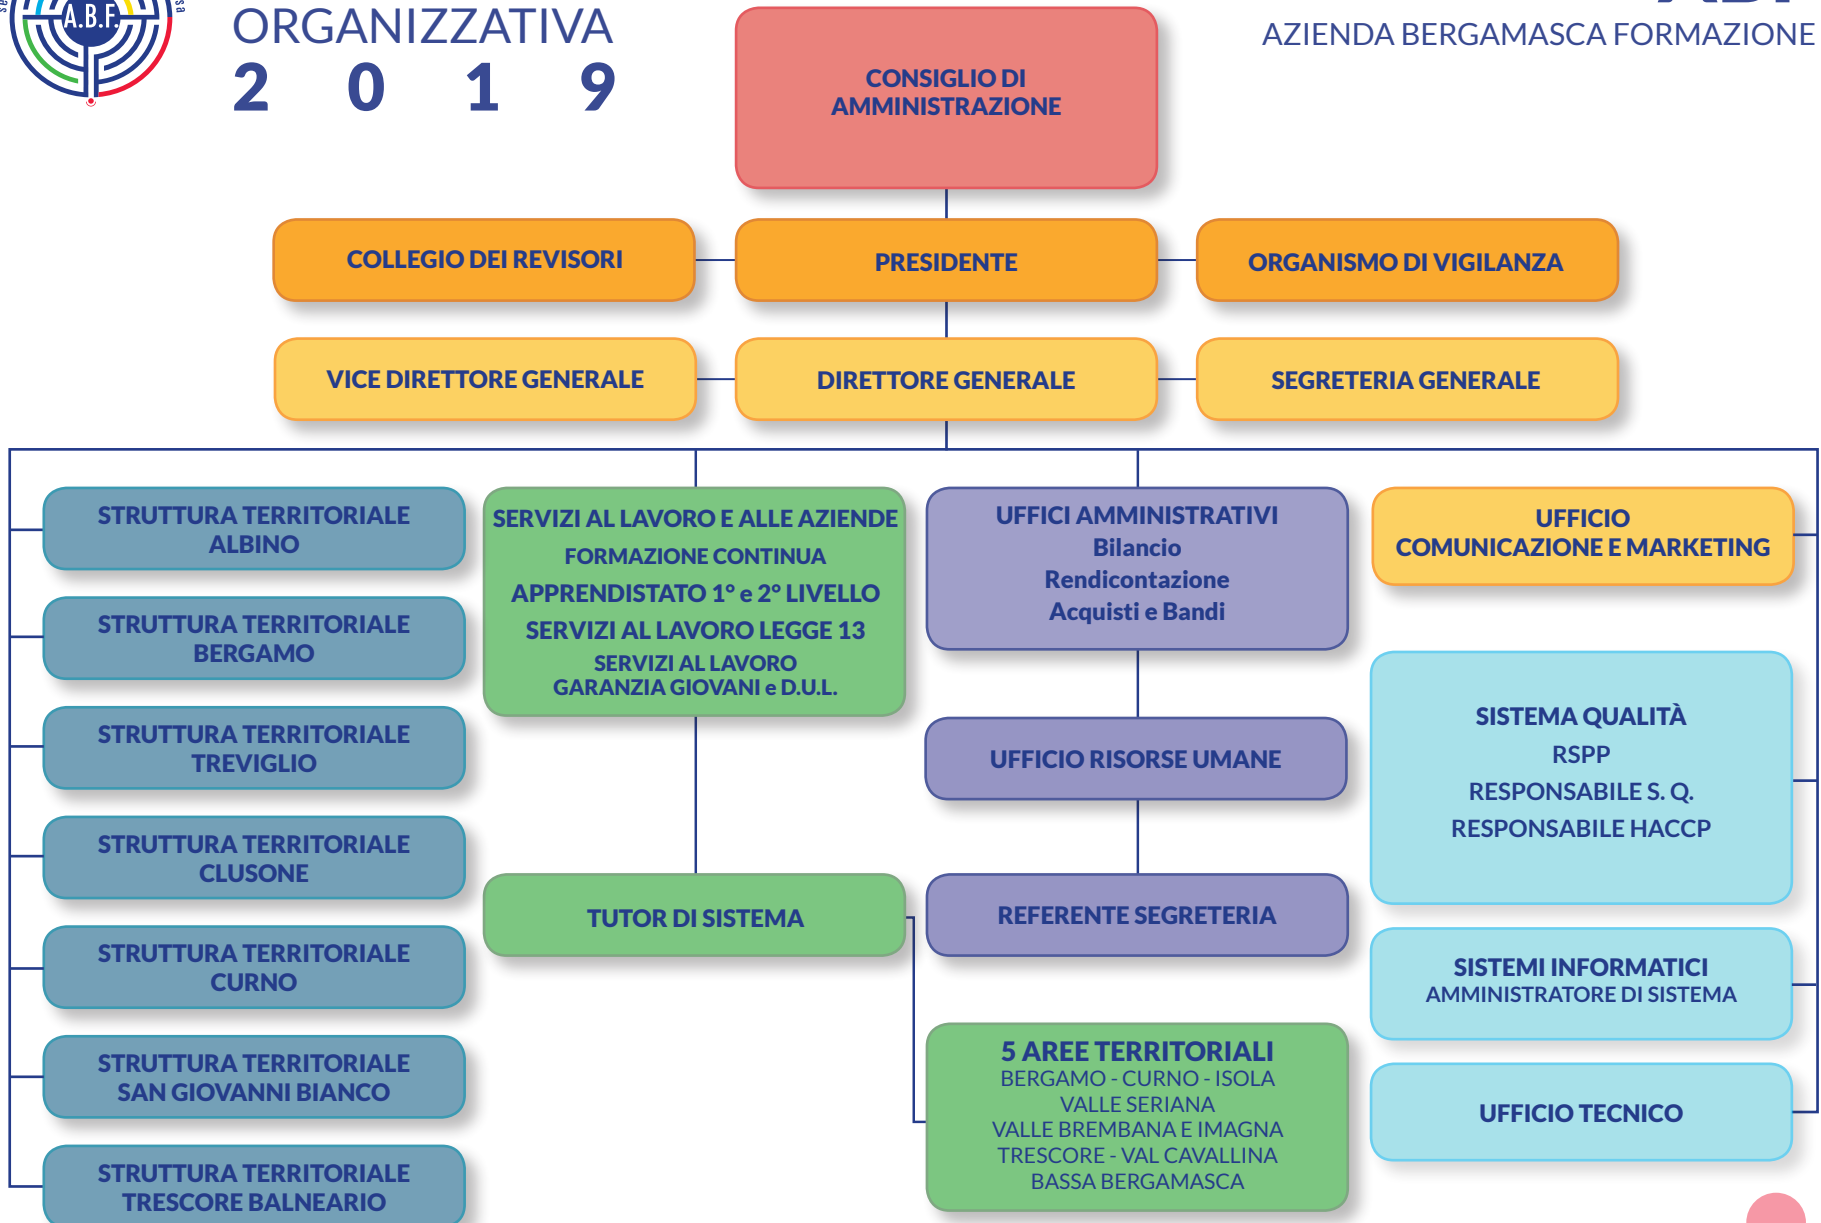 A.B.F.
ORGANIZZATIVA
2 0 1 9
AZIENDA BERGAMASCA FORMAZIONE
CONSIGLIO DI
AMMINISTRAZIONE
COLLEGIO DEI REVISORI
PRESIDENTE
ORGANISMO DI VIGILANZA
VICE DIRETTORE GENERALE
DIRETTORE GENERALE
SEGRETERIA GENERALE
STRUTTURA TERRITORIALE
ALBINO
STRUTTURA TERRITORIALE
BERGAMO
STRUTTURA TERRITORIALE
TREVIGLIO
STRUTTURA TERRITORIALE
CLUSONE
STRUTTURA TERRITORIALE
CURNO
STRUTTURA TERRITORIALE
SAN GIOVANNI BIANCO
STRUTTURA TERRITORIALE
TRESCORE BALNEARIO
SERVIZI AL LAVORO E ALLE AZIENDE
FORMAZIONE CONTINUA
APPRENDISTATO 1° e 2° LIVELLO
SERVIZI AL LAVORO LEGGE 13
SERVIZI AL LAVORO
GARANZIA GIOVANI e D.U.L.
TUTOR DI SISTEMA
UFFICI AMMINISTRATIVI
Bilancio
Rendicontazione
Acquisti e Bandi
UFFICIO RISORSE UMANE
REFERENTE SEGRETERIA
5 AREE TERRITORIALI
BERGAMO - CURNO - ISOLA
VALLE SERIANA
VALLE BREMBANA E IMAGNA
TRESCORE - VAL CAVALLINA
BASSA BERGAMASCA
UFFICIO
COMUNICAZIONE E MARKETING
SISTEMA QUALITÀ
RSPP
RESPONSABILE S. Q.
RESPONSABILE HACCP
SISTEMI INFORMATICI
AMMINISTRATORE DI SISTEMA
UFFICIO TECNICO